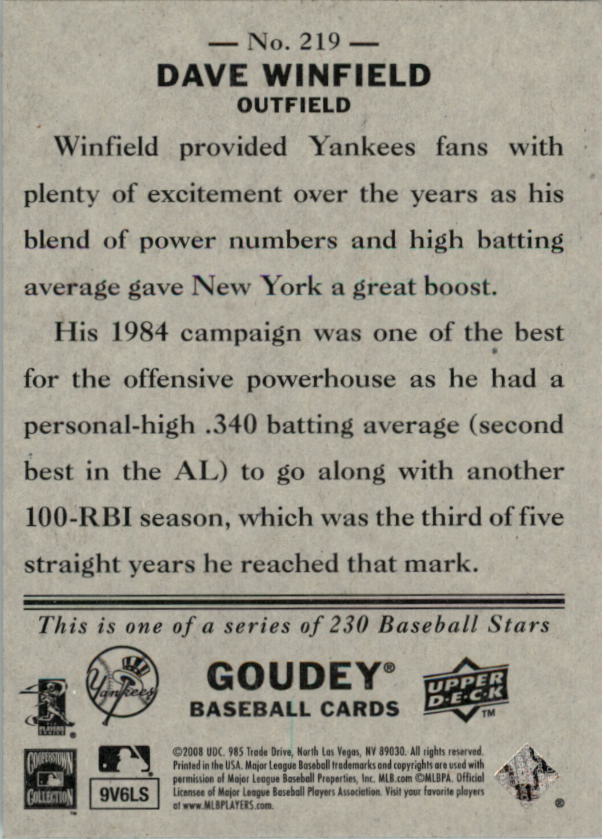 — No. 219 —
DAVE WINFIELD
OUTFIELD
Winfield provided Yankees fans with
plenty of excitement over the years as his
blend of power numbers and high batting
average gave New York a great boost.
His 1984 campaign was one of the best
for the offensive powerhouse as he had a
personal-high .340 batting average (second
best in the AL) to go along with another
100-RBI season, which was the third of five
straight years he reached that mark.
This is one of a series of 230 Baseball Stars
Yankees
GOUDEY®
BASEBALL CARDS
UPPER
D·E·C·K
™
PLAYERS
CHOICE
®
COOPERSTOWN
COLLECTION
™
9V6LS
©2008 UDC. 985 Trade Drive, North Las Vegas, NV 89030. All rights reserved.
Printed in the USA. Major League Baseball trademarks and copyrights are used with
permission of Major League Baseball Properties, Inc. MLB.com ©MLBPA. Official
Licensee of Major League Baseball Players Association. Visit your favorite players
at www.MLBPLAYERS.com.
®